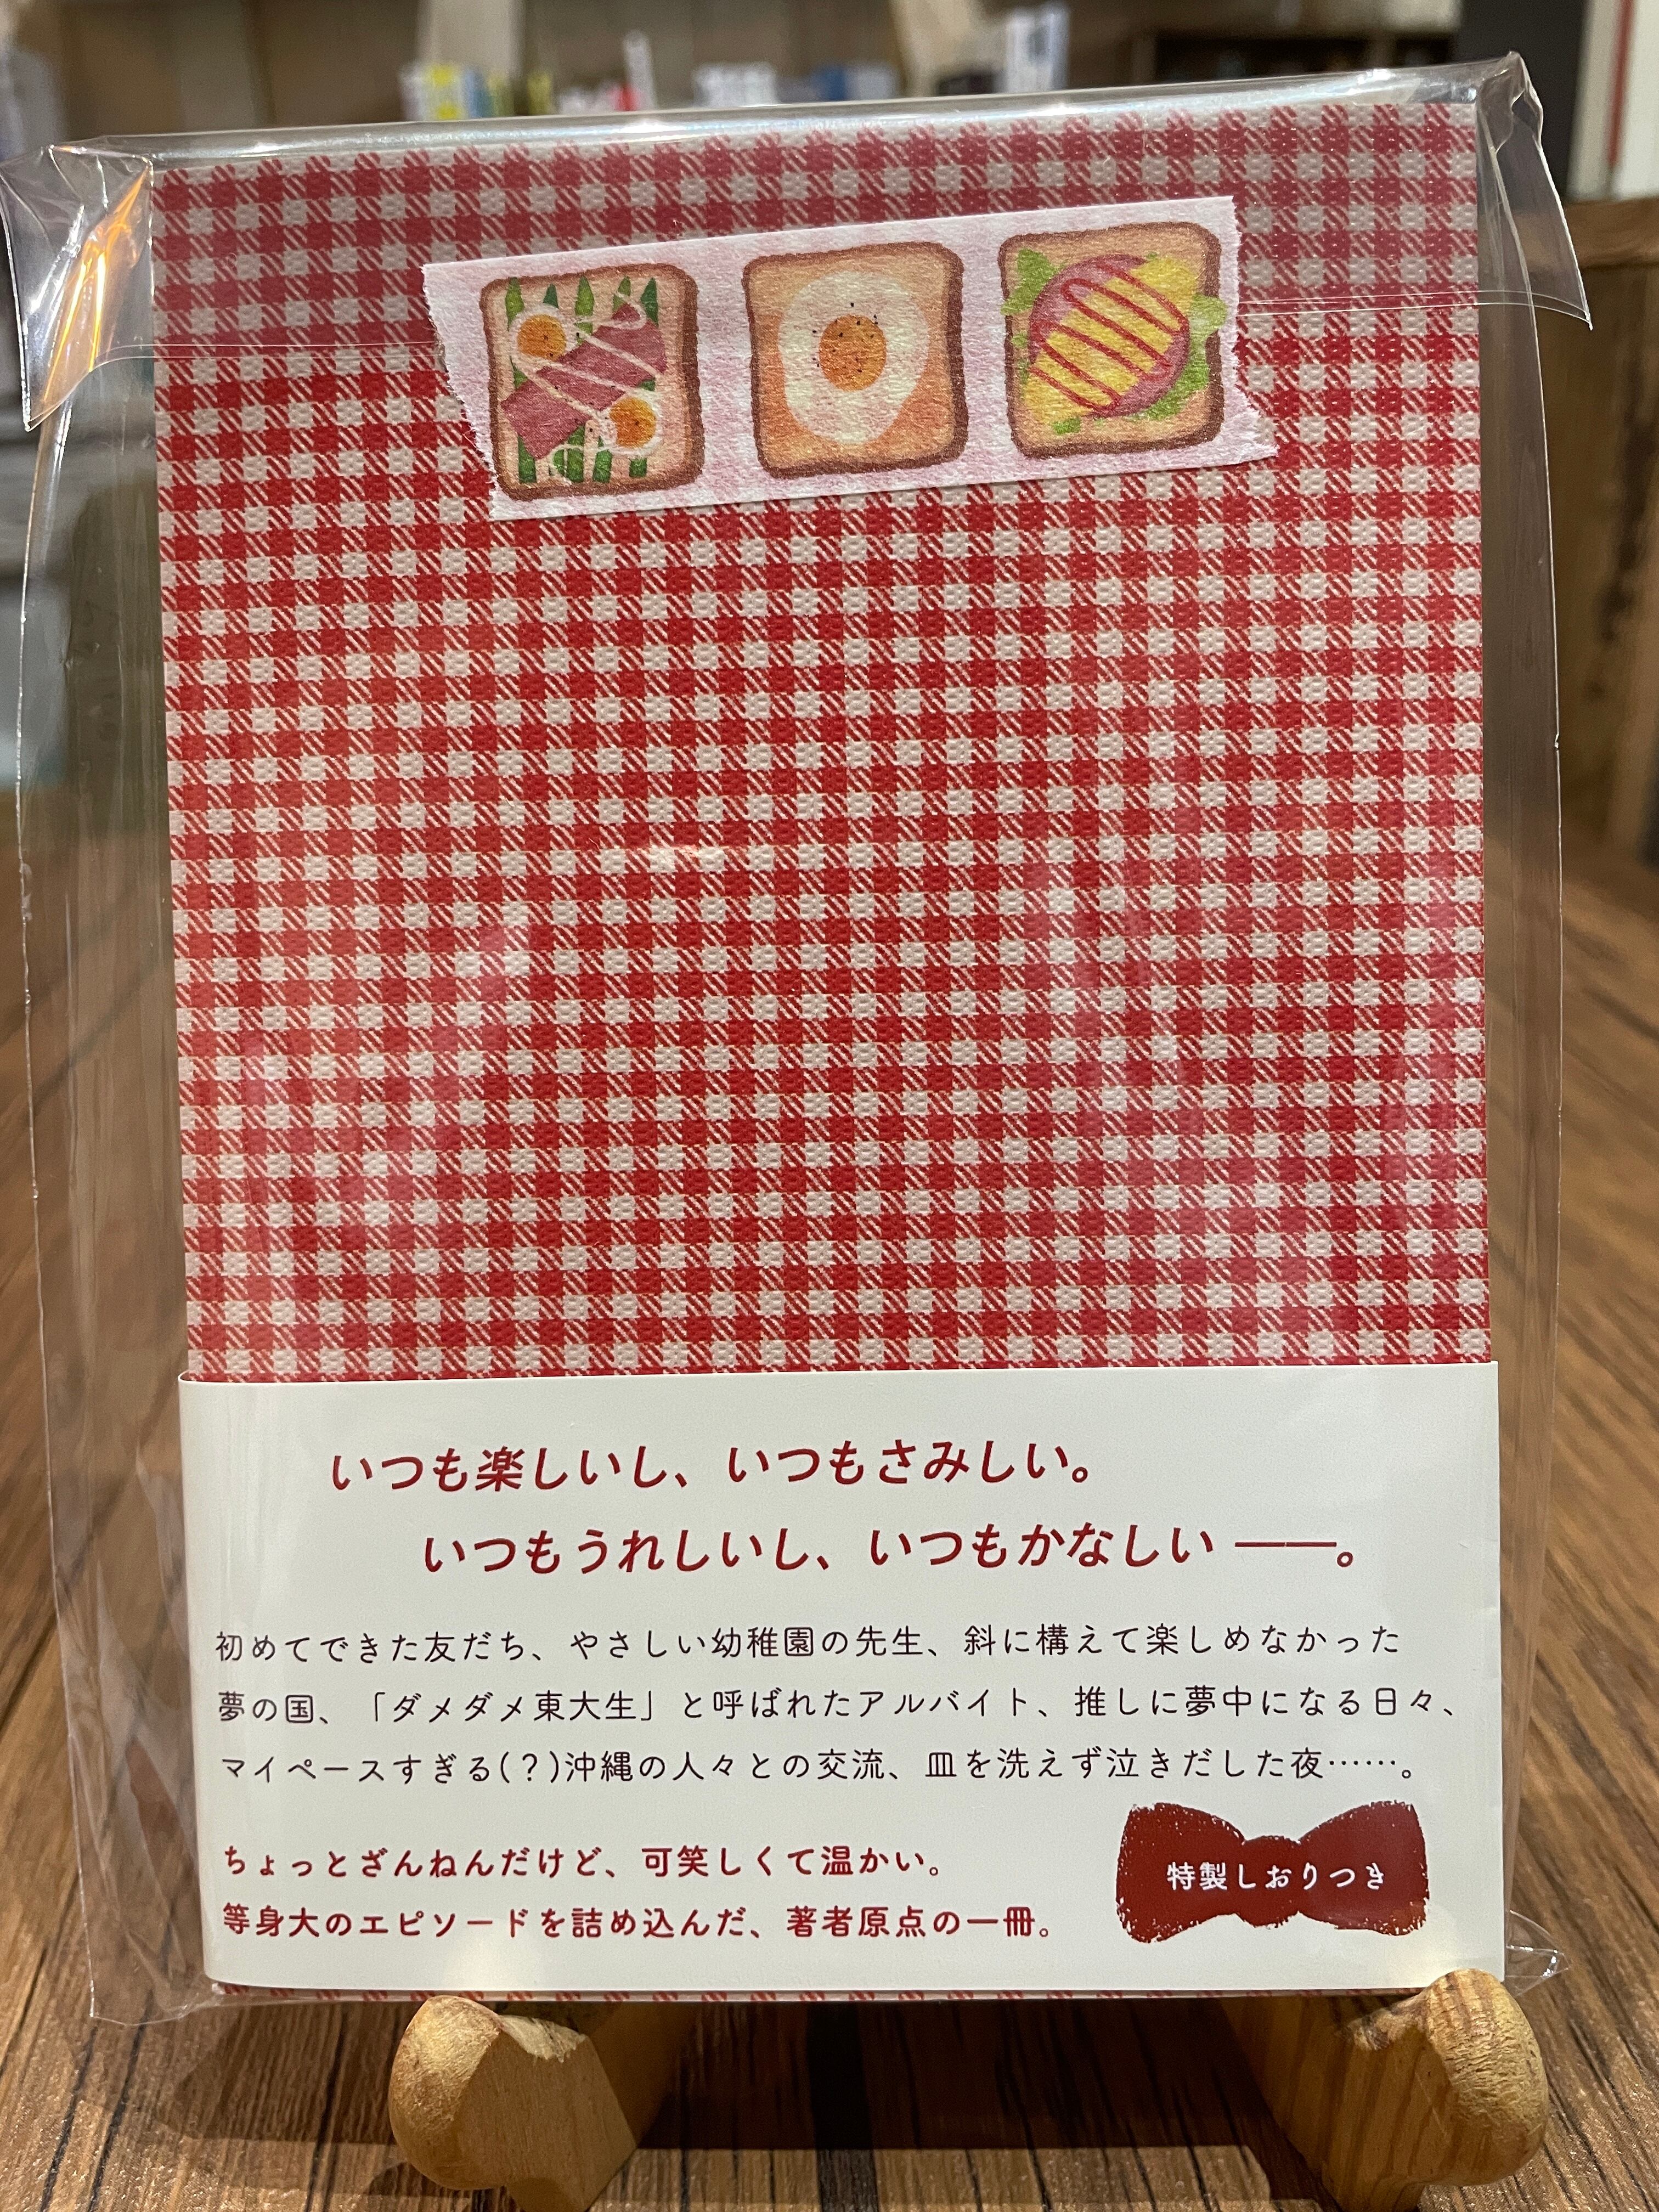 いつも楽しいし、いつもさみしい。
いつもうれしいし、いつもかなしい ――。
初めてできた友だち、やさしい幼稚園の先生、斜に構えて楽しめなかった
夢の国、「ダメダメ東大生」と呼ばれたアルバイト、推しに夢中になる日々、
マイペースすぎる(?)沖縄の人々との交流、皿を洗えず泣きだした夜……。
ちょっとざんねんだけど、可笑しくて温かい。
等身大のエピソードを詰め込んだ、著者原点の一冊。
特製しおりつき